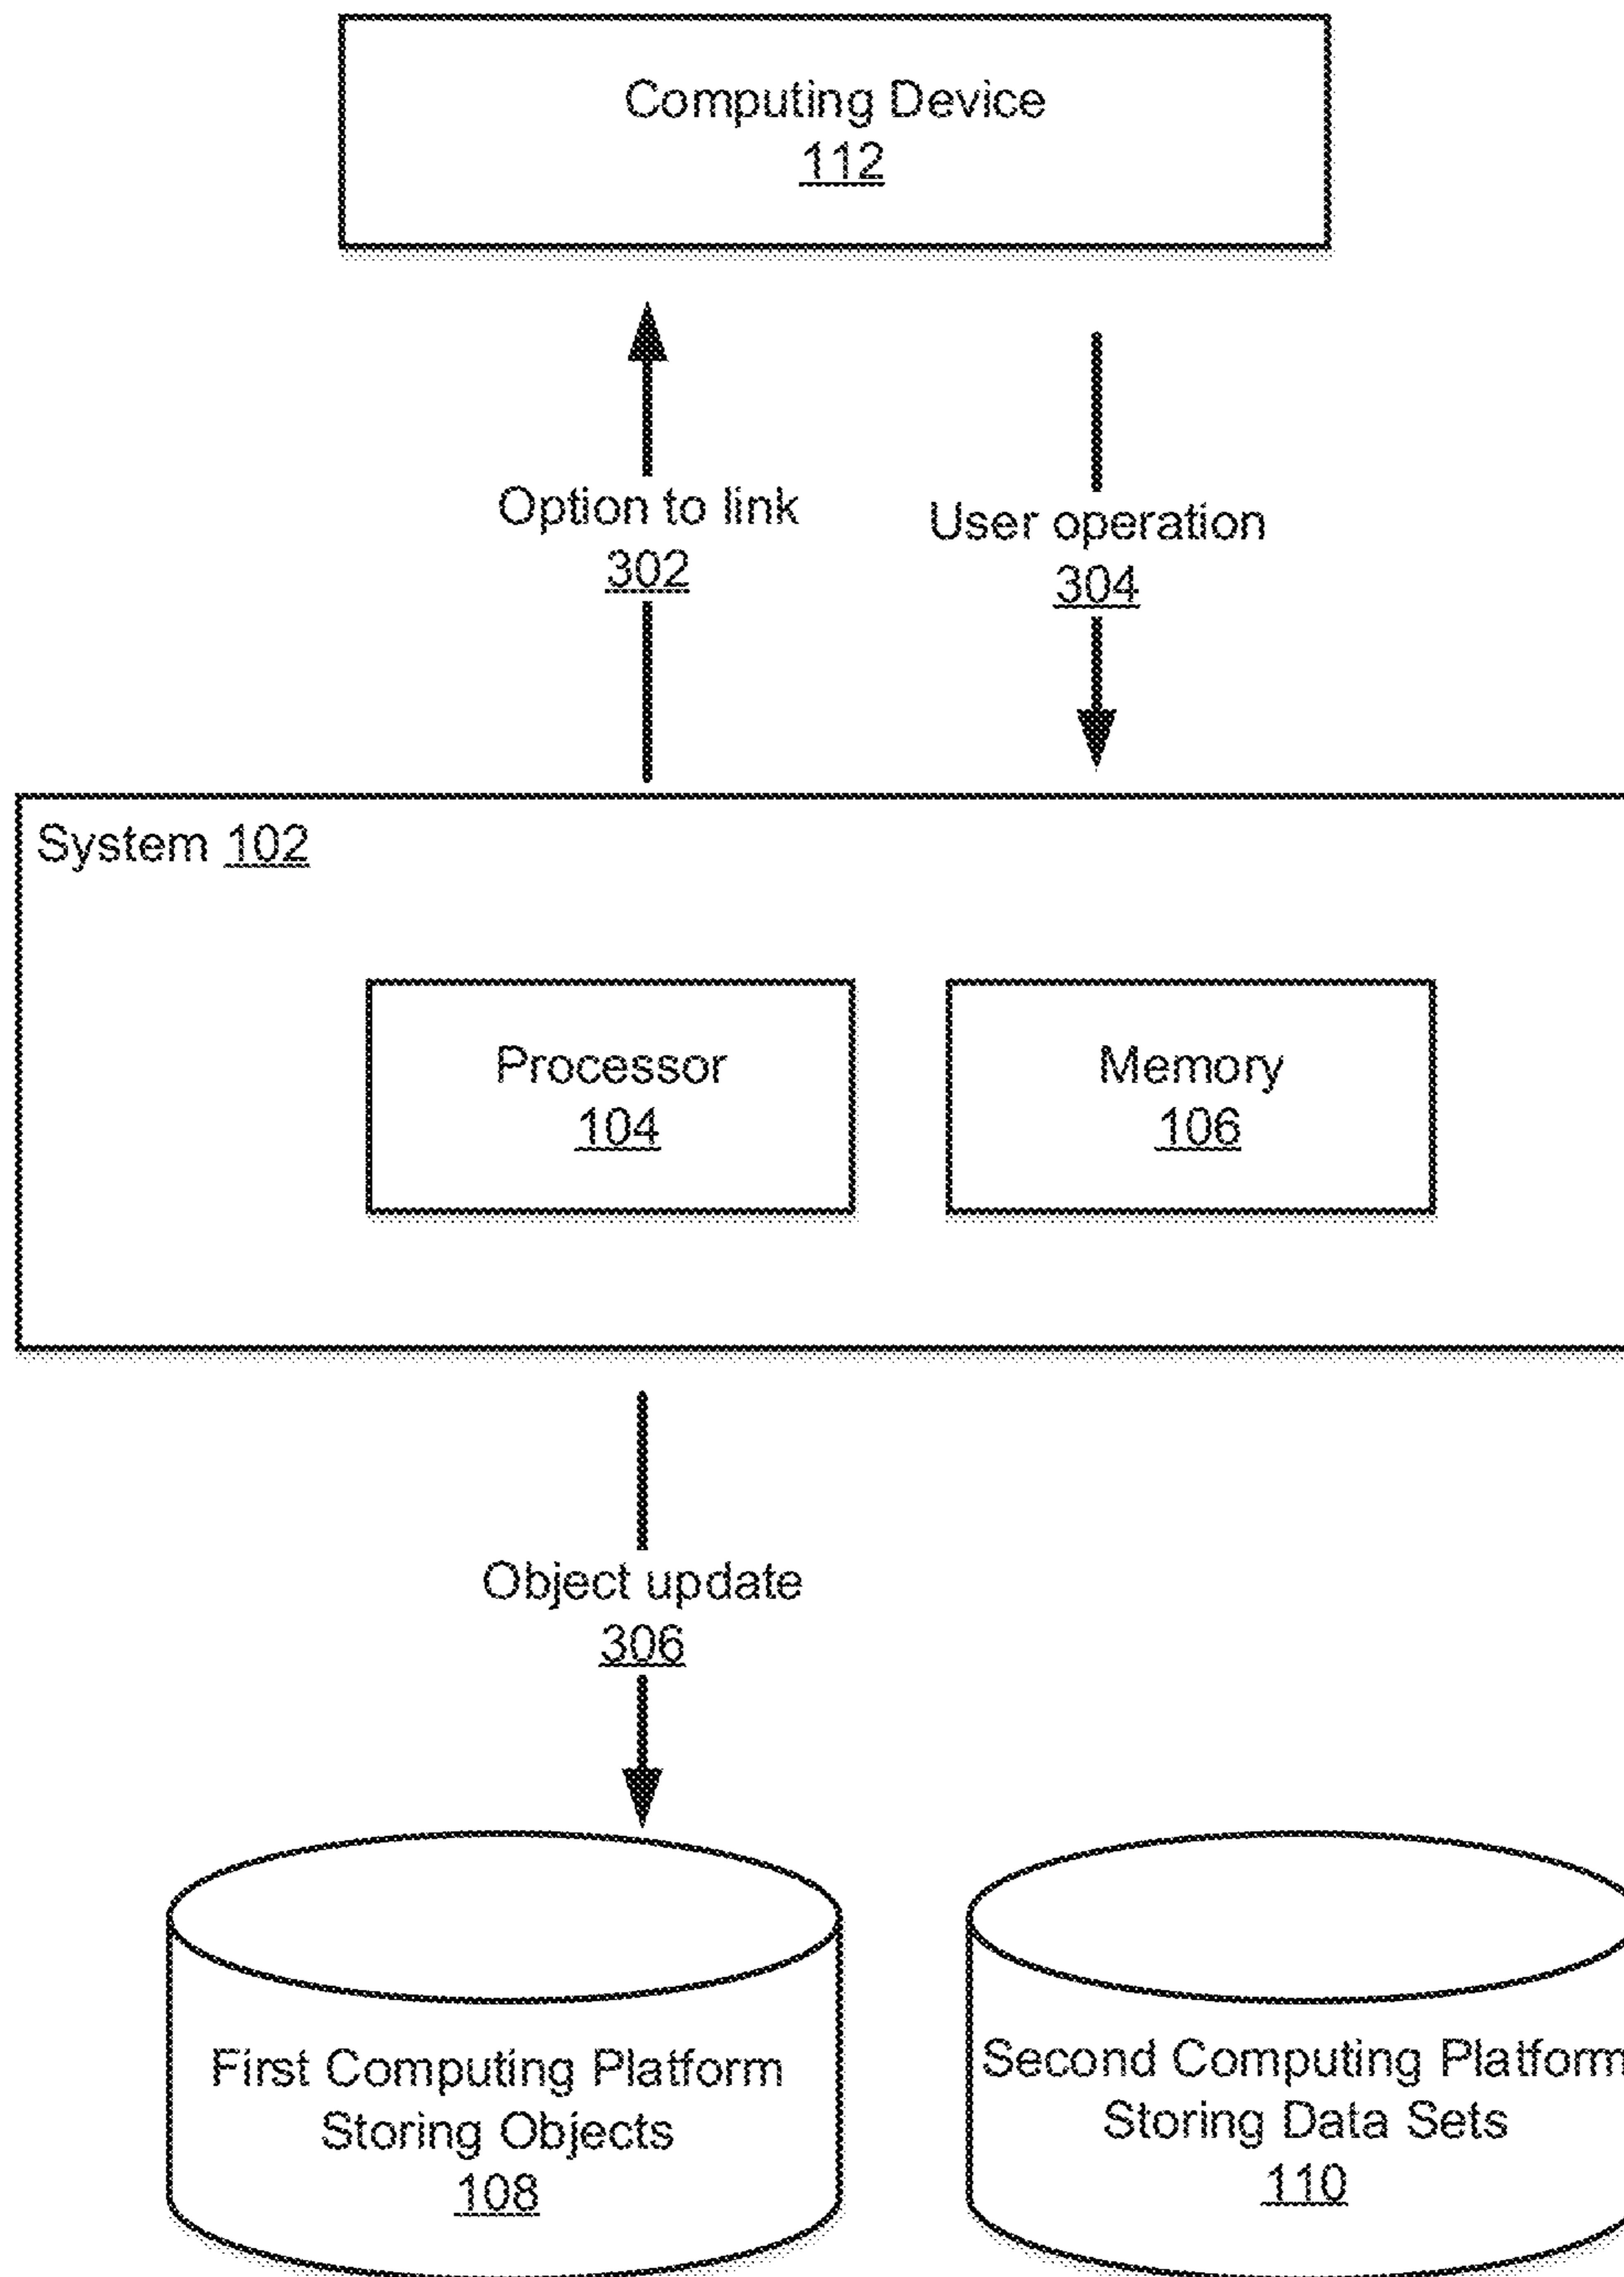 Computing Device
112
Option to link
302
User operation
304
System 102
Processor
104
Memory
106
Object update
306
First Computing Platform
Storing Objects
108
Second Computing Platform
Storing Data Sets
110